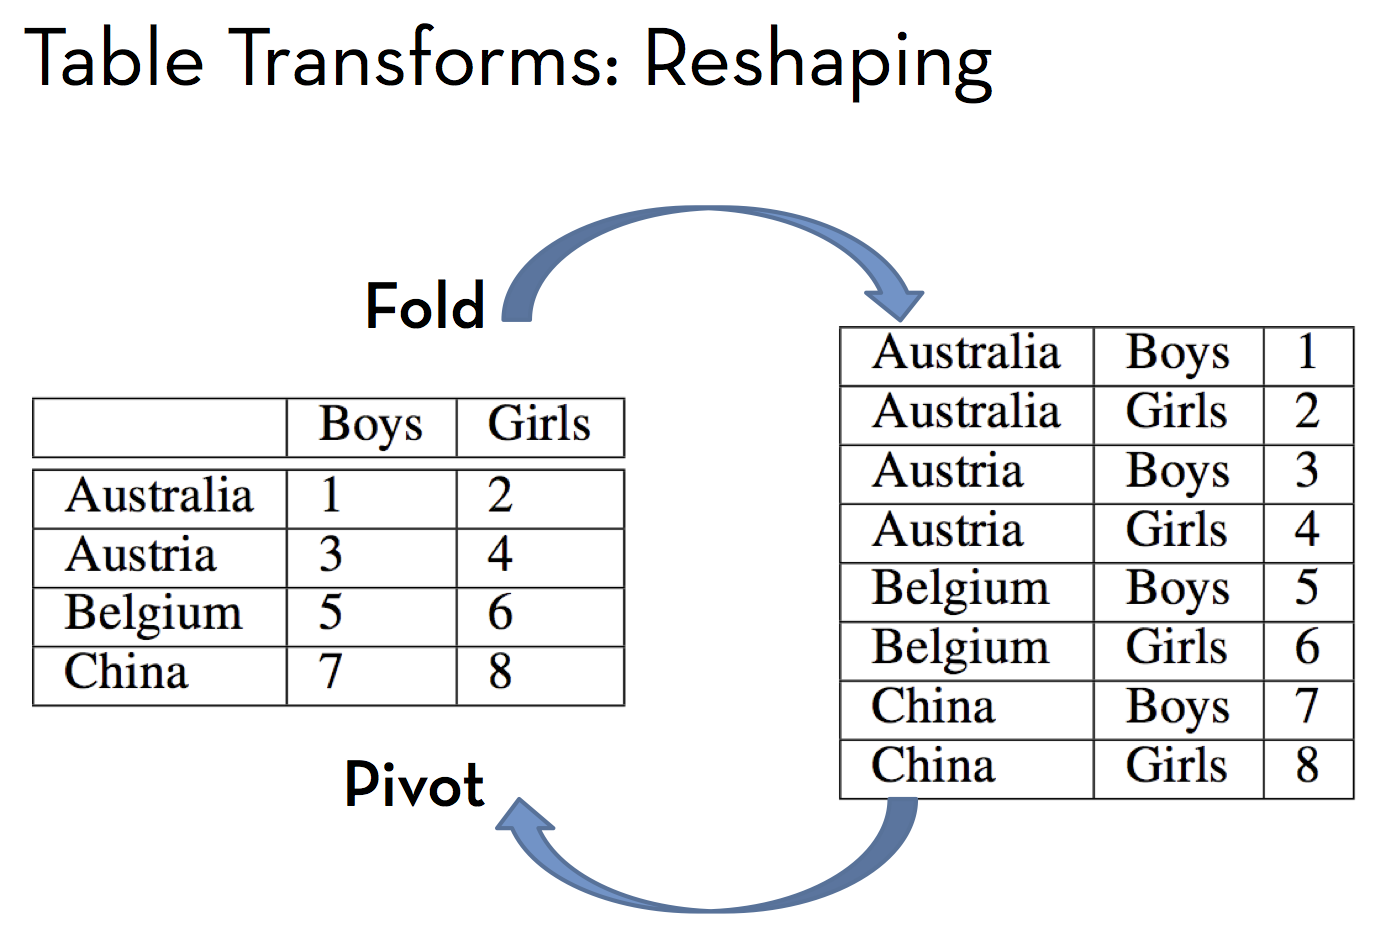 Table Transforms: Reshaping
Fold
Boys Girls
Australia 1 2
Austria 3 4
Belgium 5 6
China 7 8
Australia Boys 1
Australia Girls 2
Austria Boys 3
Austria Girls 4
Belgium Boys 5
Belgium Girls 6
China Boys 7
China Girls 8
Pivot